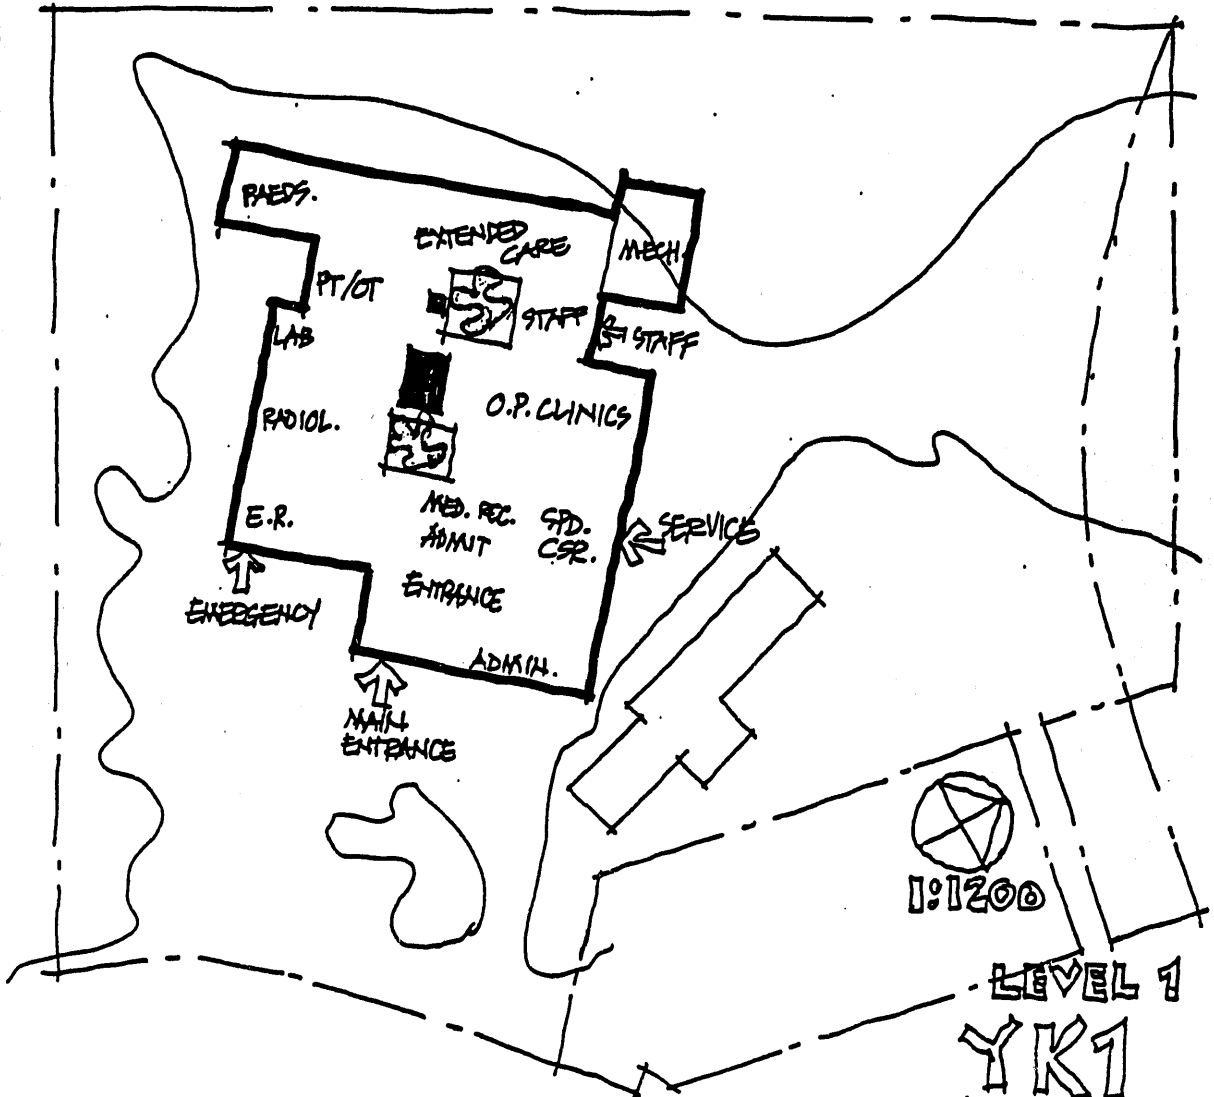 PAEDS.
EXTENDED
CARE
MECH.
PT/OT
STAFF
STAFF
LAB
O.P. CLINICS
RADIOL.
E.R.
MED. REC.
ADMIT
SPD.
CSR.
SERVICE
ENTRANCE
EMERGENCY
ADMIN.
MAIN
ENTRANCE
1:1200
LEVEL 1
YK1